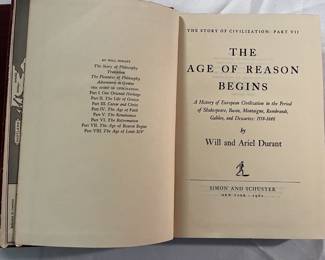 BY WILL DURANT
The Story of Philosophy
Transition
The Pleasures of Philosophy
Adventures in Genius
THE STORY OF CIVILIZATION:
Part I. Our Oriental Heritage
Part II. The Life of Greece
Part III. Caesar and Christ
Part IV. The Age of Faith
Part V. The Renaissance
Part VI. The Reformation
Part VII. The Age of Reason Begins
Part VIII. The Age of Louis XIV
THE STORY OF CIVILIZATION: PART VII
THE
AGE OF REASON
BEGINS
A History of European Civilization in the Period
of Shakespeare, Bacon, Montaigne, Rembrandt,
Galileo, and Descartes: 1558-1648
by
Will and Ariel Durant
SIMON AND SCHUSTER
NEW YORK · 1961